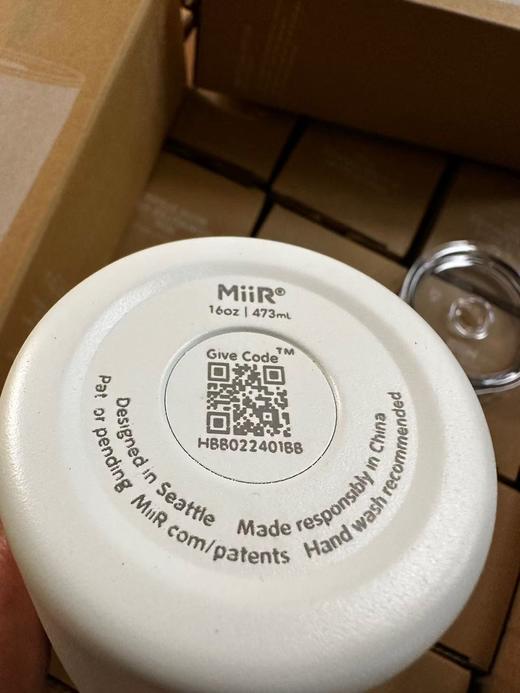 MiiR®
16oz | 473mL
Give Code™
HBB022401BB
Designed in Seattle
Made responsibly in China
Pat. or pending MiiR.com/patents
Hand wash recommended